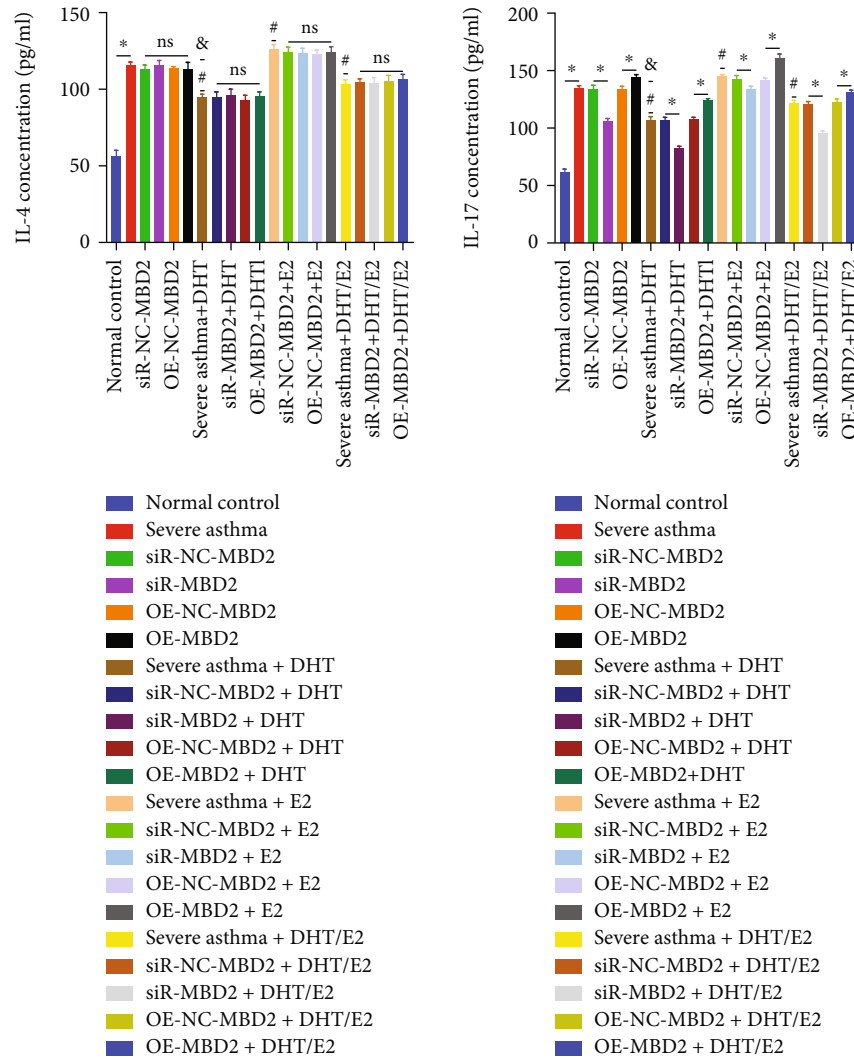 IL-4 concentration (pg/ml)
150
100
50
0
*
ns
&
-
#
ns
#
ns
#
ns
Normal control
siR-NC-MBD2
OE-NC-MBD2
Severe asthma+DHT
siR-MBD2+DHT
OE-MBD2+DHTl
siR-NC-MBD2+E2
OE-NC-MBD2+E2
Severe asthma+DHT/E2
siR-MBD2+DHT/E2
OE-MBD2+DHT/E2
Normal control
Severe asthma
siR-NC-MBD2
siR-MBD2
OE-NC-MBD2
OE-MBD2
Severe asthma + DHT
siR-NC-MBD2 + DHT
siR-MBD2 + DHT
OE-NC-MBD2 + DHT
OE-MBD2 + DHT
Severe asthma + E2
siR-NC-MBD2 + E2
siR-MBD2 + E2
OE-NC-MBD2 + E2
OE-MBD2 + E2
Severe asthma + DHT/E2
siR-NC-MBD2 + DHT/E2
siR-MBD2 + DHT/E2
OE-NC-MBD2 + DHT/E2
OE-MBD2 + DHT/E2
IL-17 concentration (pg/ml)
200
150
100
50
0
*
*
*
&
-
#
*
*
#
*
*
#
*
*
Normal control
siR-NC-MBD2
OE-NC-MBD2
Severe asthma+DHT
siR-MBD2+DHT
OE-MBD2+DHTl
siR-NC-MBD2+E2
OE-NC-MBD2+E2
Severe asthma+DHT/E2
siR-MBD2+DHT/E2
OE-MBD2+DHT/E2
Normal control
Severe asthma
siR-NC-MBD2
siR-MBD2
OE-NC-MBD2
OE-MBD2
Severe asthma + DHT
siR-NC-MBD2 + DHT
siR-MBD2 + DHT
OE-NC-MBD2 + DHT
OE-MBD2+DHT
Severe asthma + E2
siR-NC-MBD2 + E2
siR-MBD2 + E2
OE-NC-MBD2 + E2
OE-MBD2 + E2
Severe asthma + DHT/E2
siR-NC-MBD2 + DHT/E2
siR-MBD2 + DHT/E2
OE-NC-MBD2 + DHT/E2
OE-MBD2 + DHT/E2